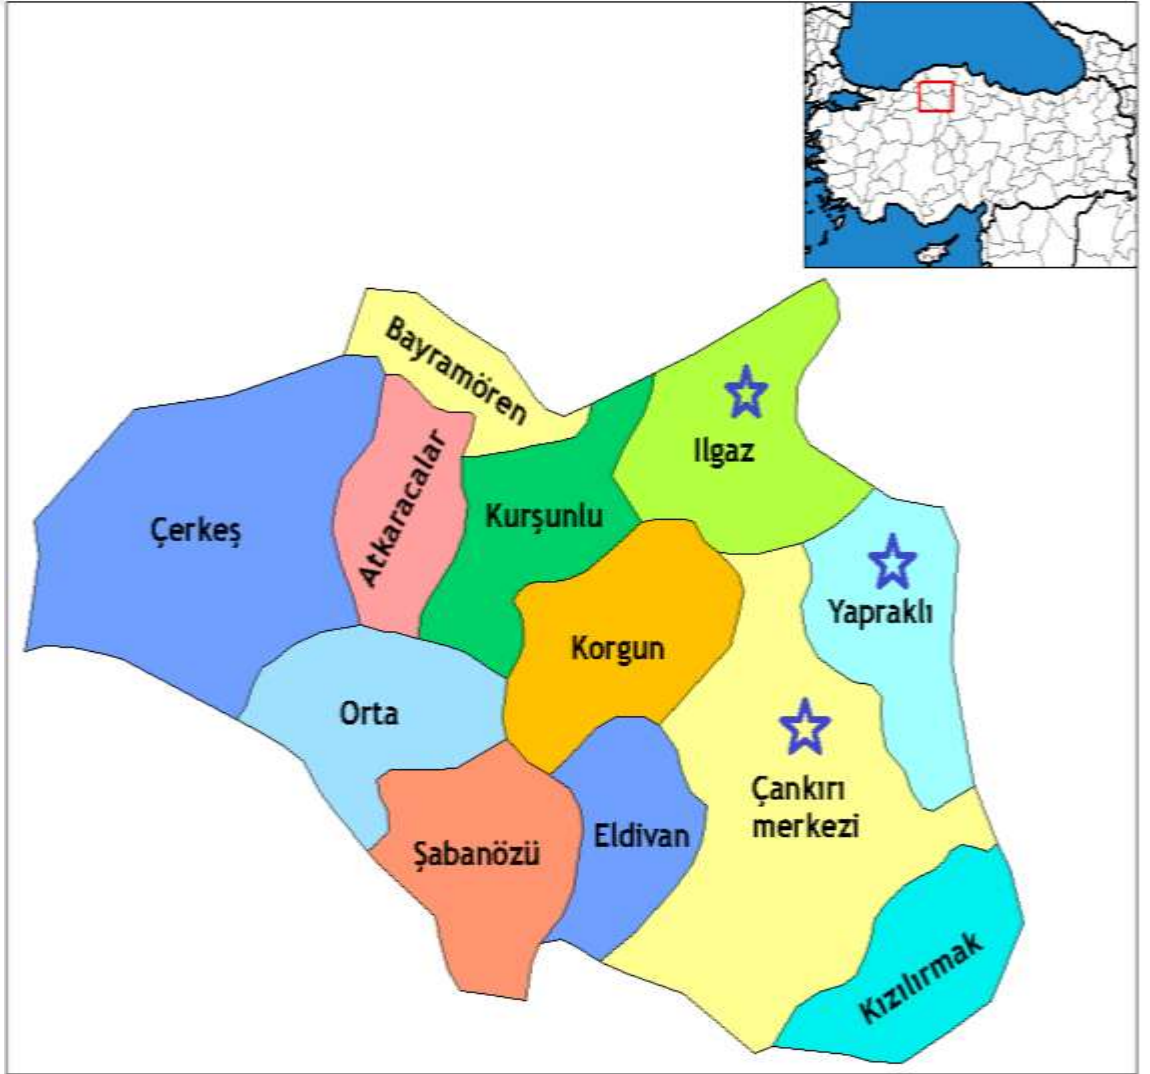 Bayramören
Ilgaz
Atkaracalar
Kurşunlu
Çerkeş
Yapraklı
Korgun
Orta
Çankırı
merkezi
Eldivan
Şabanözü
Kızılırmak